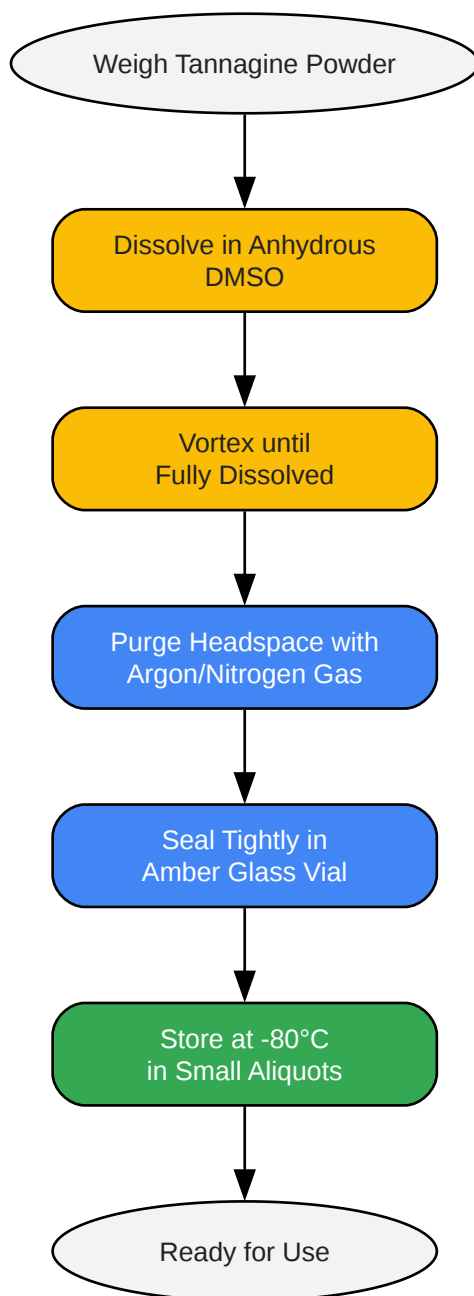 Weigh Tannagine Powder
Dissolve in Anhydrous
DMSO
Vortex until
Fully Dissolved
Purge Headspace with
Argon/Nitrogen Gas
Seal Tightly in
Amber Glass Vial
Store at -80°C
in Small Aliquots
Ready for Use